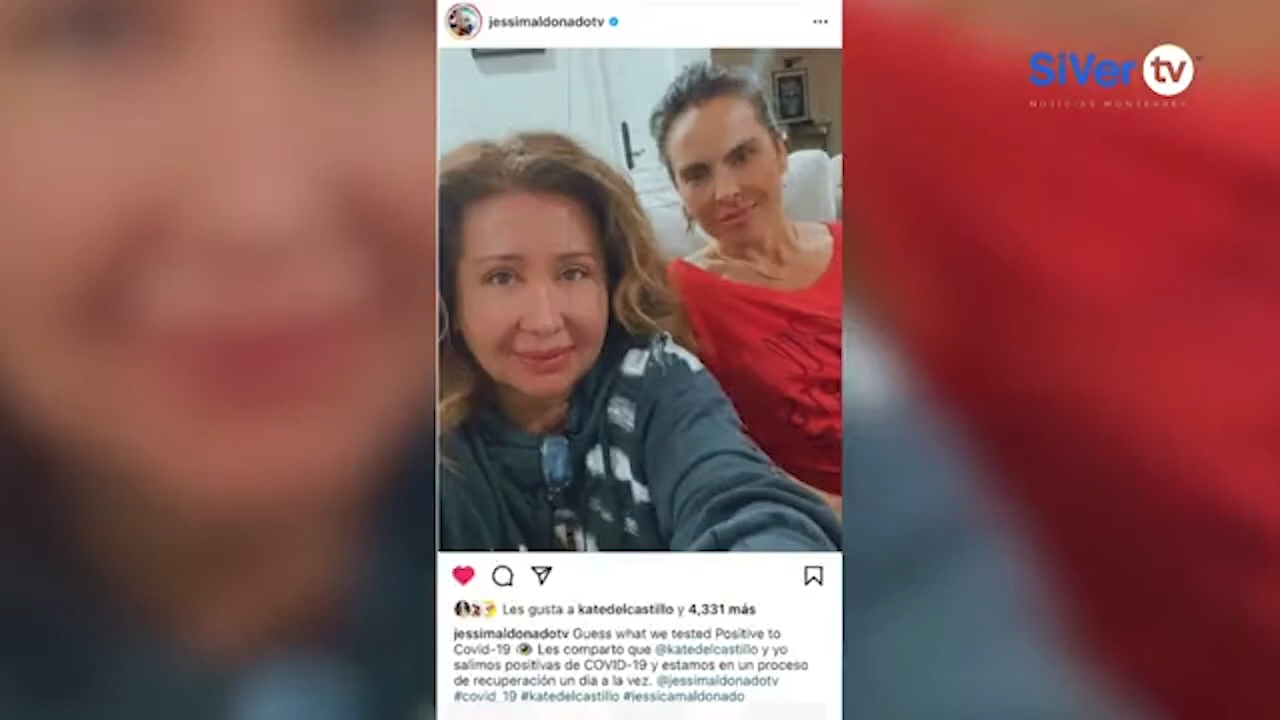 jessimaldonadotv
SiVer tv
NOTICIAS MONTERREY
Les gusta a katedelcastillo y 4,331 más
jessimaldonadotv Guess what we tested Positive to
Covid-19 👁 Les comparto que @katedelcastillo y yo
salimos positivas de COVID-19 y estamos en un proceso
de recuperación un dia a la vez. @jessimaldonadotv
#covid_19 #katedelcastillo #jessicamaldonado